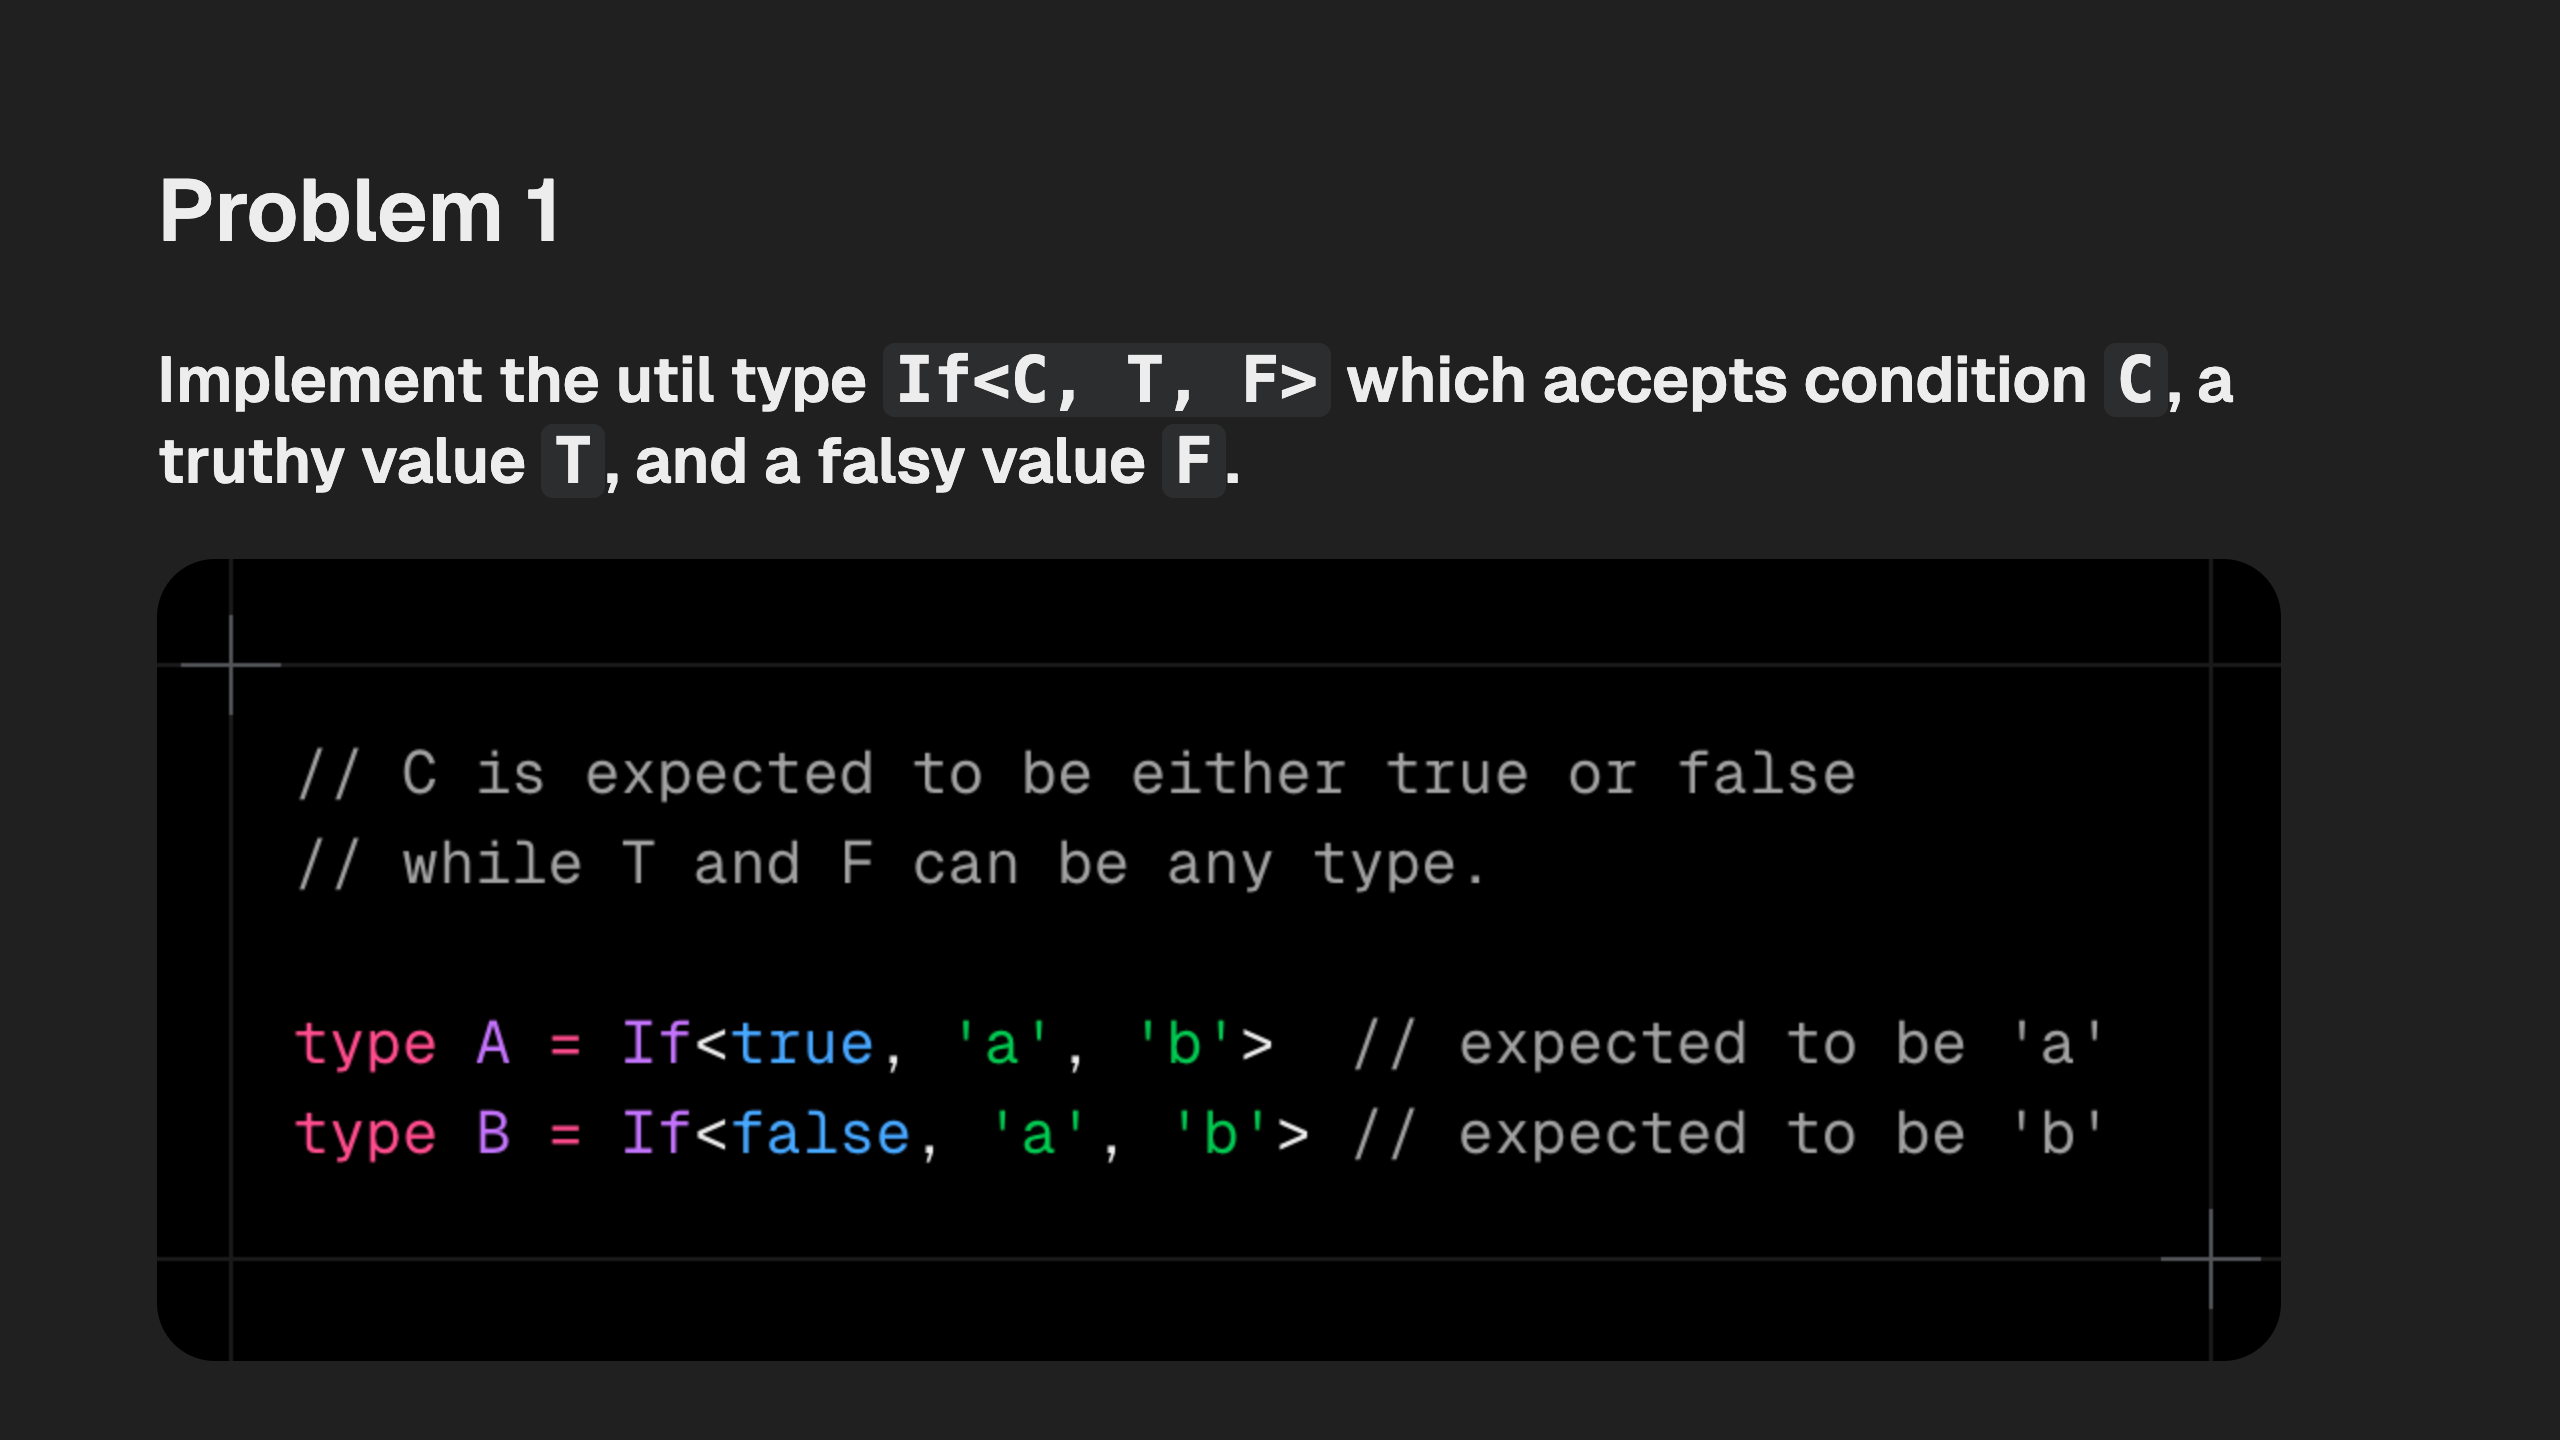 Problem 1
Implement the util type If<C, T, F> which accepts condition C, a
truthy value T, and a falsy value F.
// C is expected to be either true or false
// while T and F can be any type.
type A = If<true, 'a', 'b'>  // expected to be 'a'
type B = If<false, 'a', 'b'> // expected to be 'b'